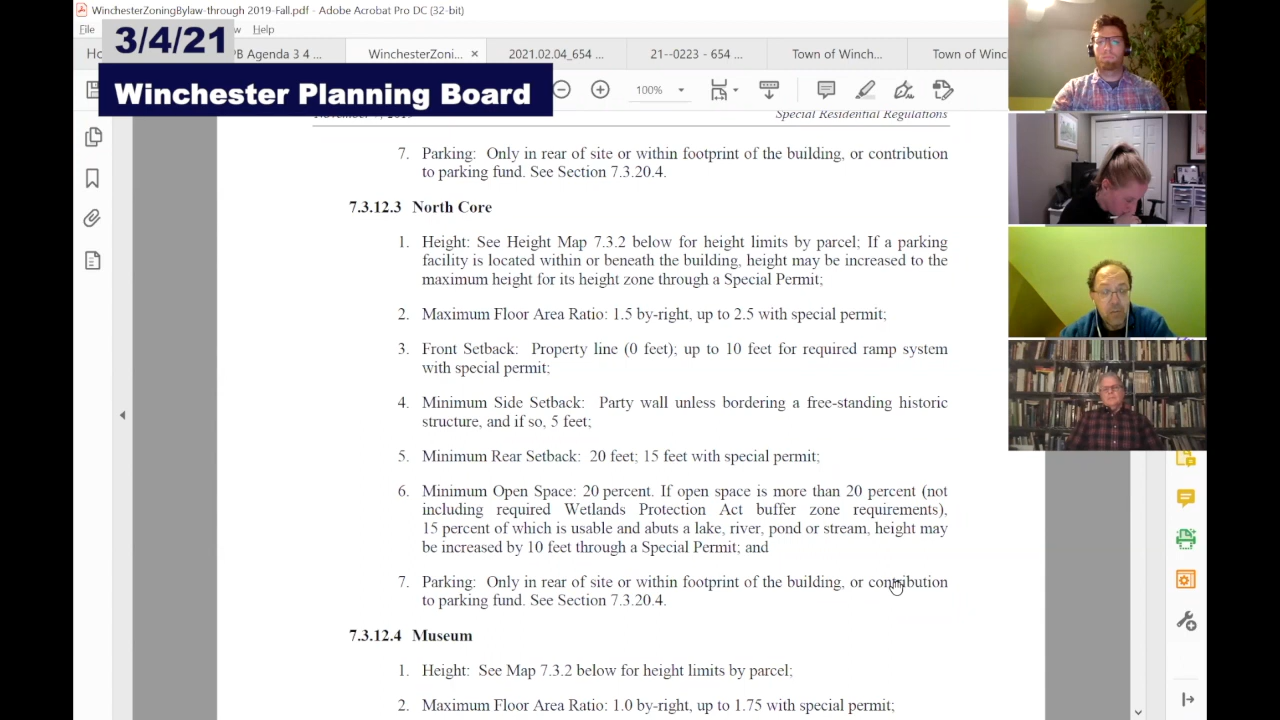 WinchesterZoningBylaw-through 2019-Fall.pdf - Adobe Acrobat Pro DC (32-bit)
File
Help
3/4/21
PB Agenda 3 4 ...
WinchesterZoni... ×
2021.02.04_654 ...
21--0223 - 654 ...
Town of Winch...
Town of Winc
Winchester Planning Board
100%
Special Residential Regulations
7. Parking: Only in rear of site or within footprint of the building, or contribution
to parking fund. See Section 7.3.20.4.
7.3.12.3 North Core
1. Height: See Height Map 7.3.2 below for height limits by parcel; If a parking
facility is located within or beneath the building, height may be increased to the
maximum height for its height zone through a Special Permit;
2. Maximum Floor Area Ratio: 1.5 by-right, up to 2.5 with special permit;
3. Front Setback: Property line (0 feet); up to 10 feet for required ramp system
with special permit;
4. Minimum Side Setback: Party wall unless bordering a free-standing historic
structure, and if so, 5 feet;
5. Minimum Rear Setback: 20 feet; 15 feet with special permit;
6. Minimum Open Space: 20 percent. If open space is more than 20 percent (not
including required Wetlands Protection Act buffer zone requirements),
15 percent of which is usable and abuts a lake, river, pond or stream, height may
be increased by 10 feet through a Special Permit; and
7. Parking: Only in rear of site or within footprint of the building, or contribution
to parking fund. See Section 7.3.20.4.
7.3.12.4 Museum
1. Height: See Map 7.3.2 below for height limits by parcel;
2. Maximum Floor Area Ratio: 1.0 by-right, up to 1.75 with special permit;